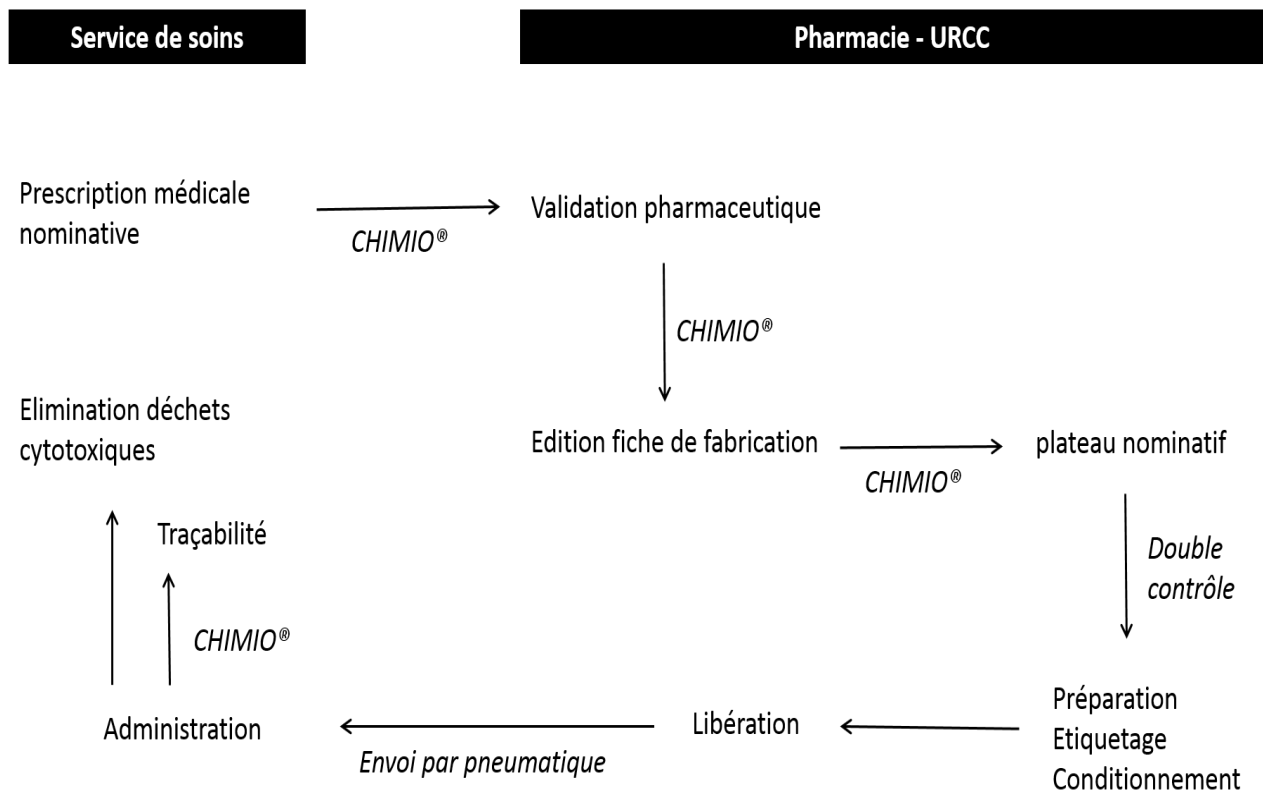 Service de soins
Pharmacie - URCC
Prescription médicale
nominative
CHIMIO®
Validation pharmaceutique
CHIMIO®
Elimination déchets
cytotoxiques
Edition fiche de fabrication
CHIMIO®
plateau nominatif
Traçabilité
Double
contrôle
CHIMIO®
Administration
Envoi par pneumatique
Libération
Préparation
Etiquetage
Conditionnement